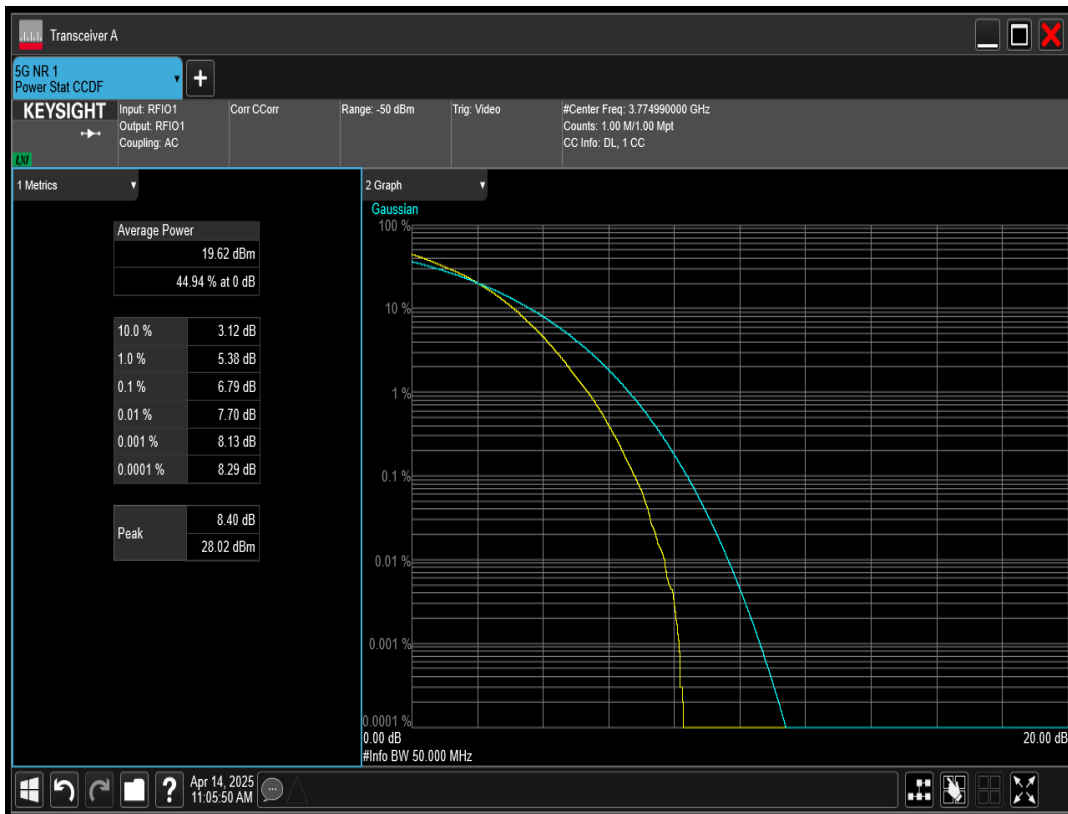 Transceiver A
5G NR 1
Power Stat CCDF
+
KEYSIGHT
LXI
Input: RFIO1
Output: RFIO1
Coupling: AC
Corr CCorr
Range: -50 dBm
Trig: Video
#Center Freq: 3.774990000 GHz
Counts: 1.00 M/1.00 Mpt
CC Info: DL, 1 CC
1 Metrics
Average Power
19.62 dBm
44.94 % at 0 dB
10.0 % 3.12 dB
1.0 % 5.38 dB
0.1 % 6.79 dB
0.01 % 7.70 dB
0.001 % 8.13 dB
0.0001 % 8.29 dB
Peak 8.40 dB
28.02 dBm
2 Graph
Gaussian
100 %
10 %
1 %
0.1 %
0.01 %
0.001 %
0.0001 %
0.00 dB 20.00 dB
#Info BW 50.000 MHz
?
Apr 14, 2025
11:05:50 AM